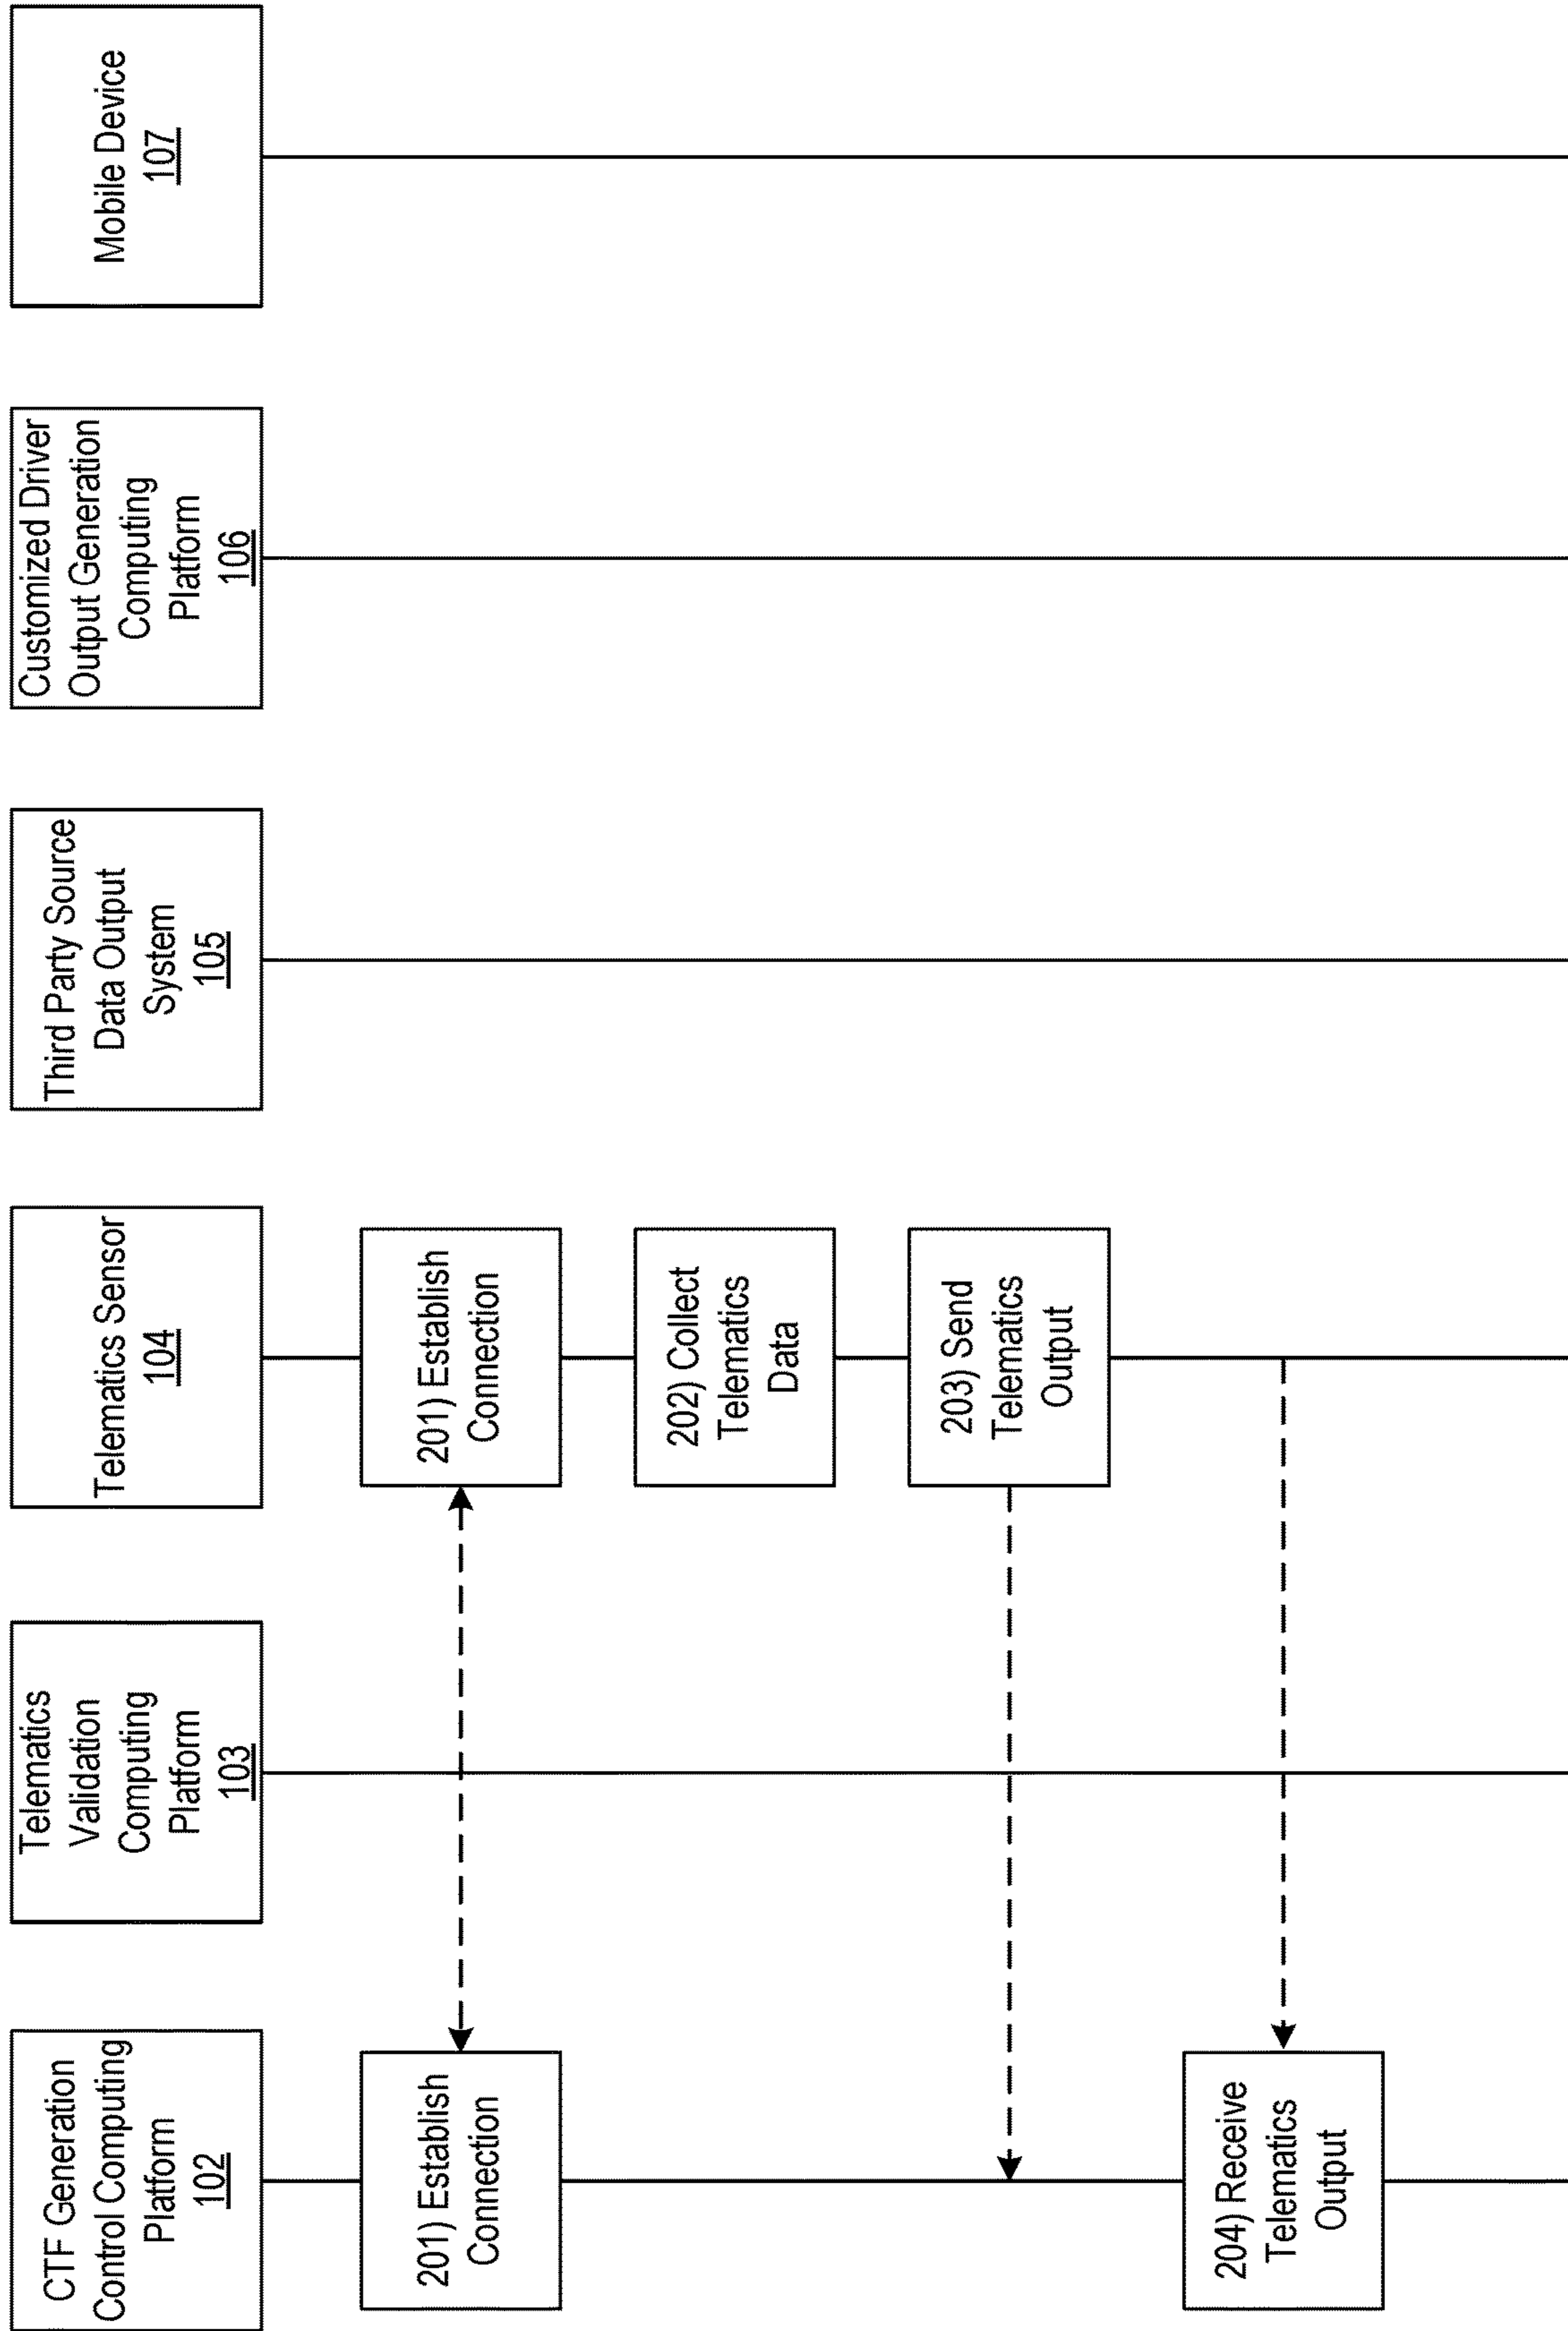 CTF Generation
Control Computing
Platform
102
Telematics
Validation
Computing
Platform
103
Telematics Sensor
104
Third Party Source
Data Output
System
105
Customized Driver
Output Generation
Computing
Platform
106
Mobile Device
107
201) Establish
Connection
201) Establish
Connection
202) Collect
Telematics
Data
203) Send
Telematics
Output
204) Receive
Telematics
Output